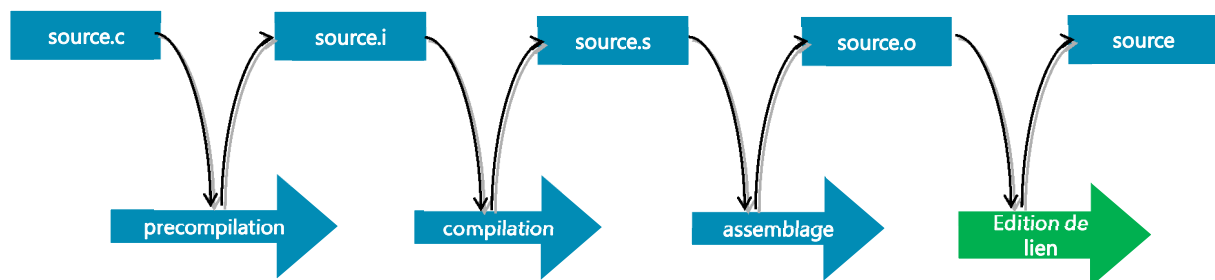 source.c
source.i
source.s
source.o
source
precompilation
compilation
assemblage
Edition de
lien